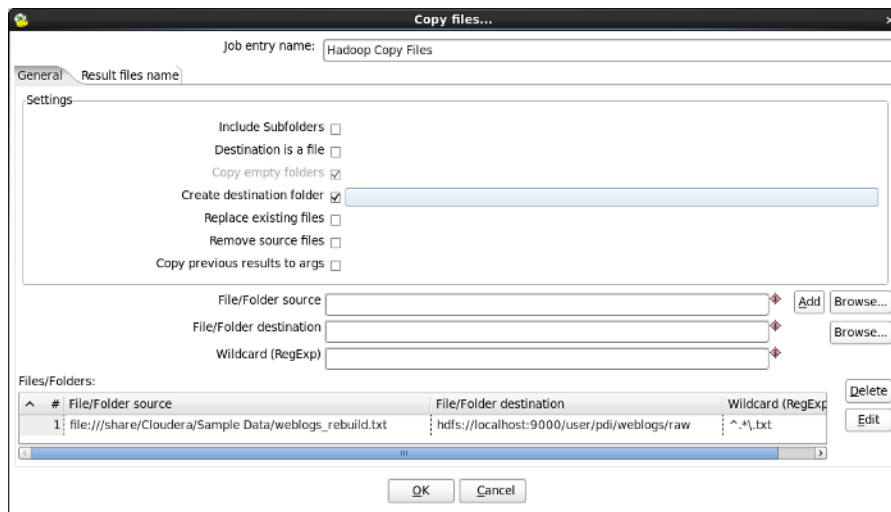 Copy files...
Job entry name: Hadoop Copy Files
General Result files name
Settings
Include Subfolders
Destination is a file
Copy empty folders
Create destination folder
Replace existing files
Remove source files
Copy previous results to args
File/Folder source Add Browse...
File/Folder destination Browse...
Wildcard (RegExp)
Files/Folders: Delete
# File/Folder source File/Folder destination Wildcard (RegExp
1 file:///share/Cloudera/Sample Data/weblogs_rebuild.txt hdfs://localhost:9000/user/pdi/weblogs/raw ^.*\.txt Edit
OK Cancel